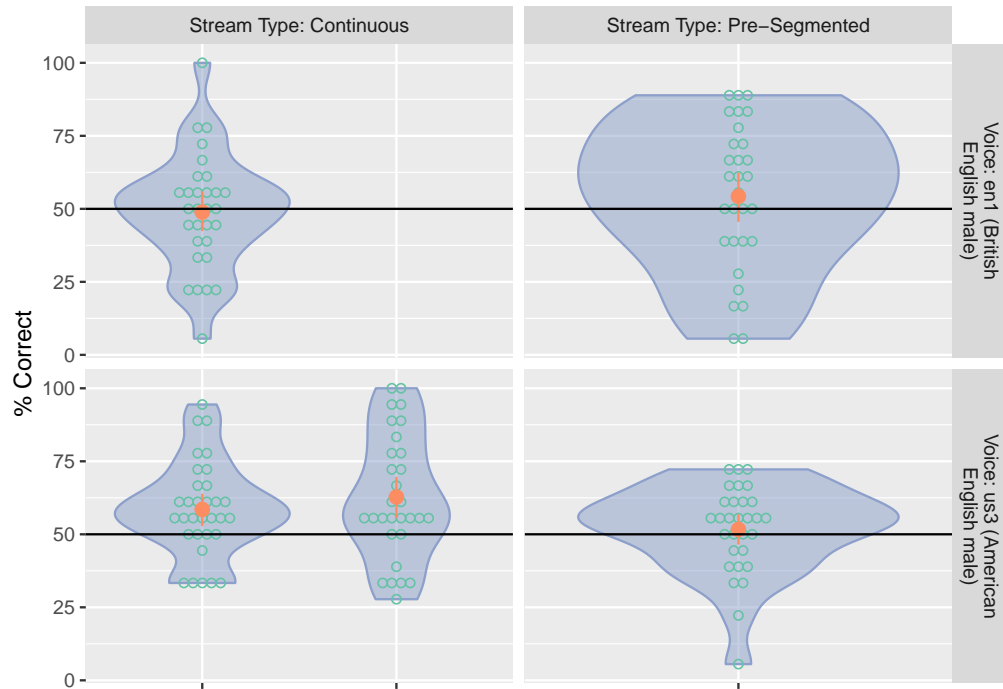 Stream Type: Continuous
Stream Type: Pre−Segmented
% Correct
100
75
50
25
0
Voice: en1 (British
English male)
100
75
50
25
0
Voice: us3 (American
English male)